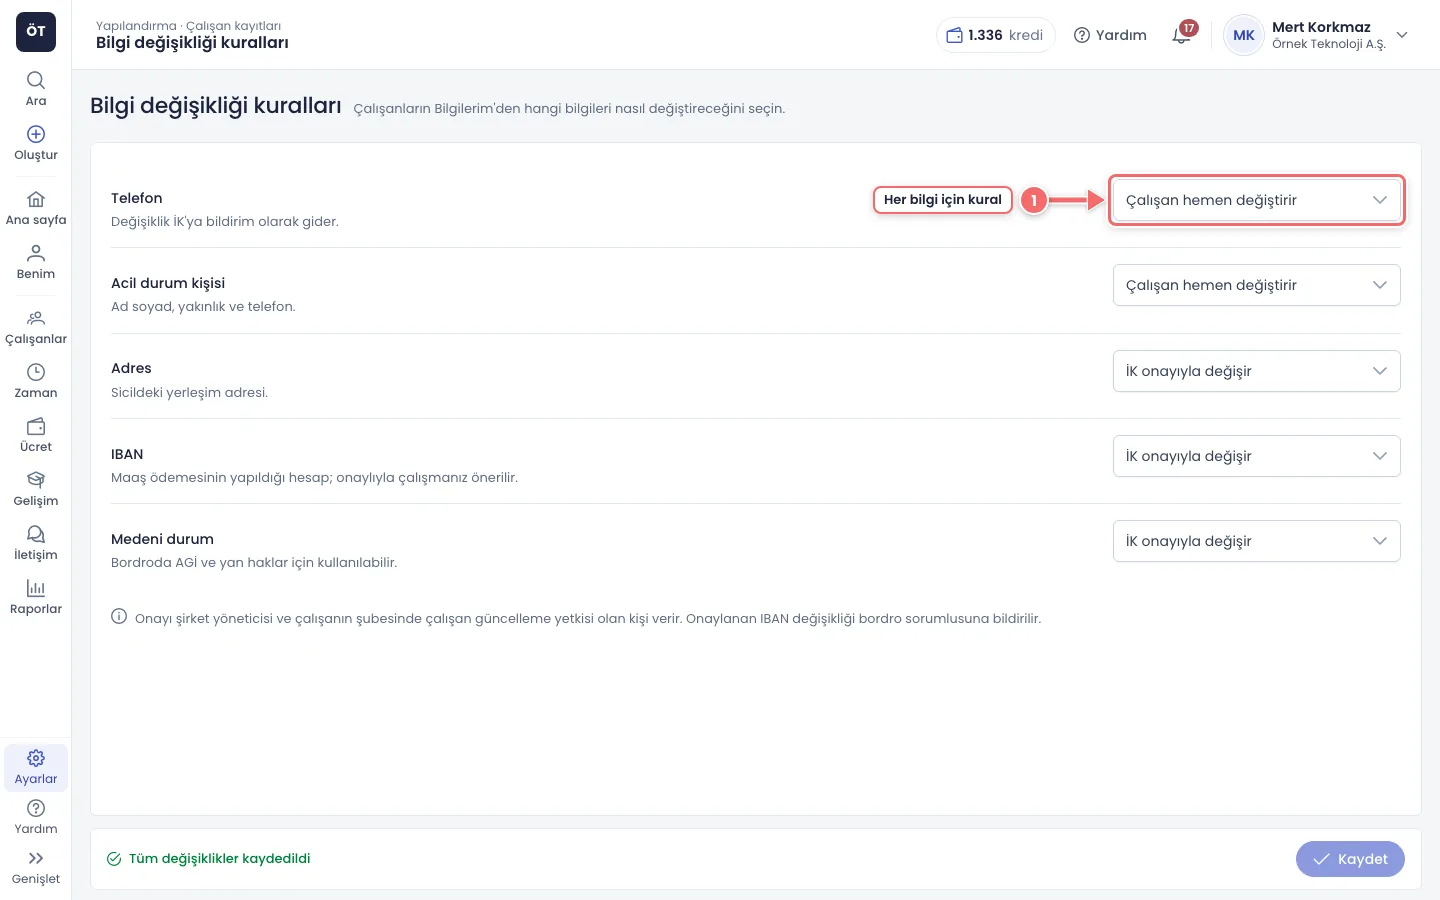 ÖT
Ara
Oluştur
Ana sayfa
Benim
Çalışanlar
Zaman
Ücret
Gelişim
İletişim
Raporlar
Ayarlar
Yardım
Genişlet
Yapılandırma · Çalışan kayıtları
Bilgi değişikliği kuralları
1.336 kredi
Yardım
17
MK
Mert Korkmaz
Örnek Teknoloji A.Ş.
Bilgi değişikliği kuralları
Çalışanların Bilgilerim'den hangi bilgileri nasıl değiştireceğini seçin.
Telefon
Değişiklik İK'ya bildirim olarak gider.
Her bilgi için kural
1
Çalışan hemen değiştirir
Acil durum kişisi
Ad soyad, yakınlık ve telefon.
Çalışan hemen değiştirir
Adres
Sicildeki yerleşim adresi.
İK onayıyla değişir
IBAN
Maaş ödemesinin yapıldığı hesap; onaylıyla çalışmanız önerilir.
İK onayıyla değişir
Medeni durum
Bordroda AGİ ve yan haklar için kullanılabilir.
İK onayıyla değişir
Onayı şirket yöneticisi ve çalışanın şubesinde çalışan güncelleme yetkisi olan kişi verir. Onaylanan IBAN değişikliği bordro sorumlusuna bildirilir.
Tüm değişiklikler kaydedildi
Kaydet